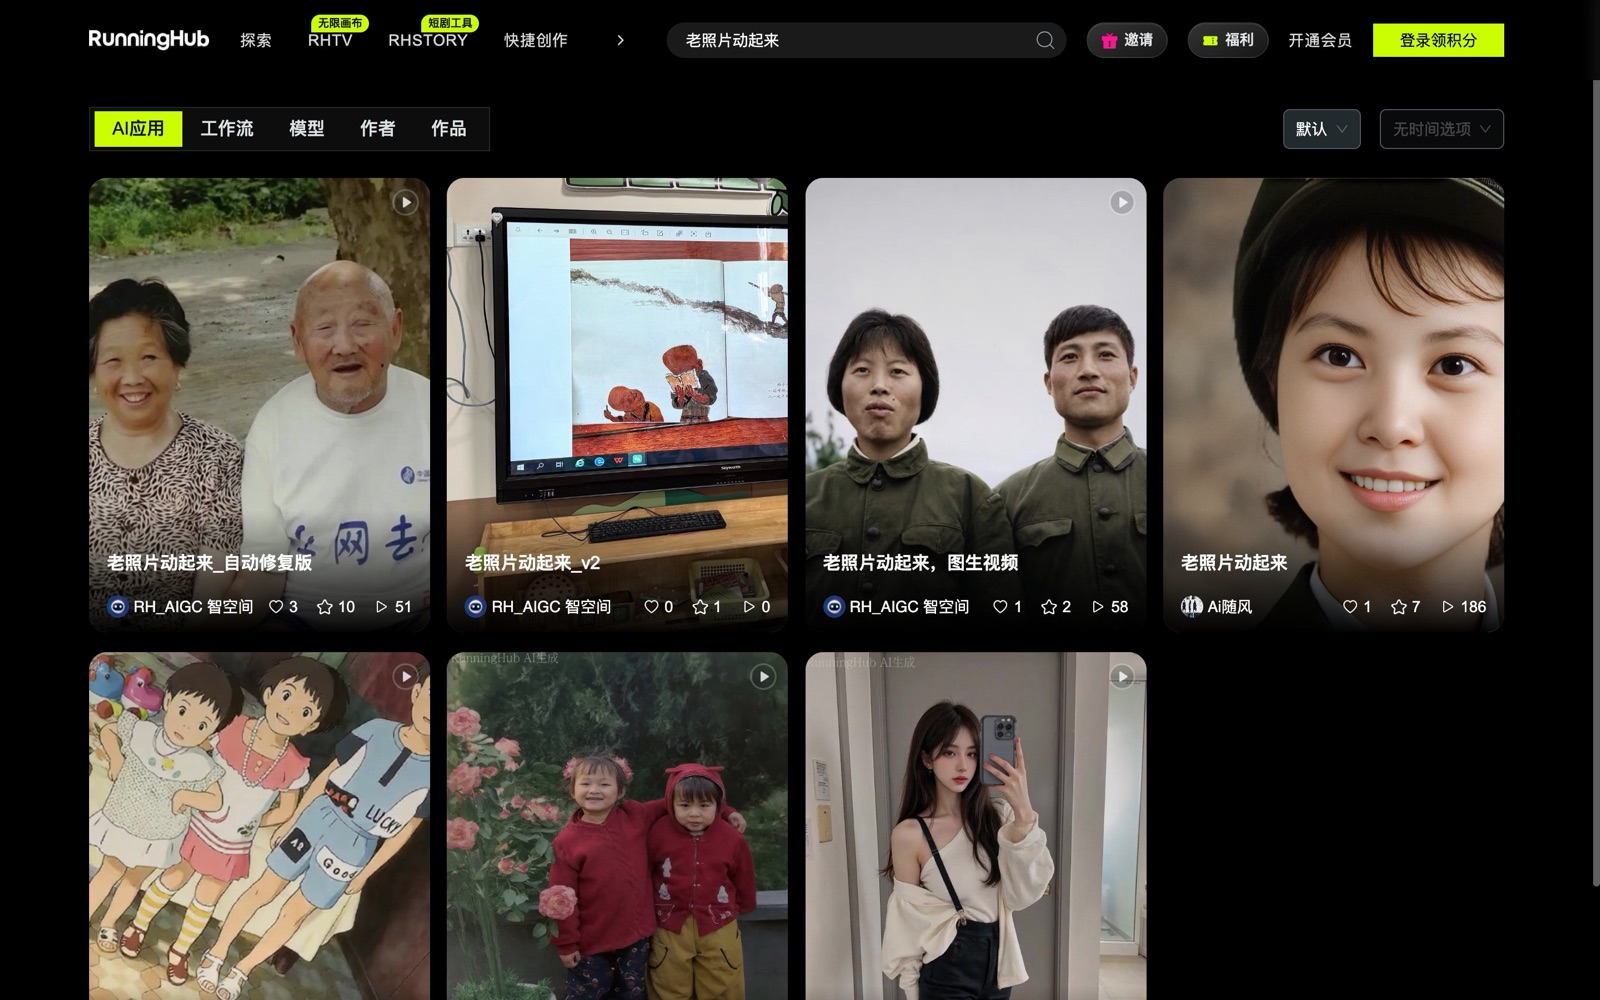 RunningHub
探索
无限画布
RHTV
短剧工具
RHSTORY
快捷创作
老照片动起来
邀请
福利
开通会员
登录领积分
AI应用
工作流
模型
作者
作品
默认
无时间选项
网 去
老照片动起来_自动修复版
RH_AIGC 智空间 3 10 51
Skyworth
老照片动起来_v2
RH_AIGC 智空间 0 1 0
老照片动起来，图生视频
RH_AIGC 智空间 1 2 58
老照片动起来
Ai随风 1 7 186
LUCKY
Good
RunningHub AI生成
RunningHub AI生成